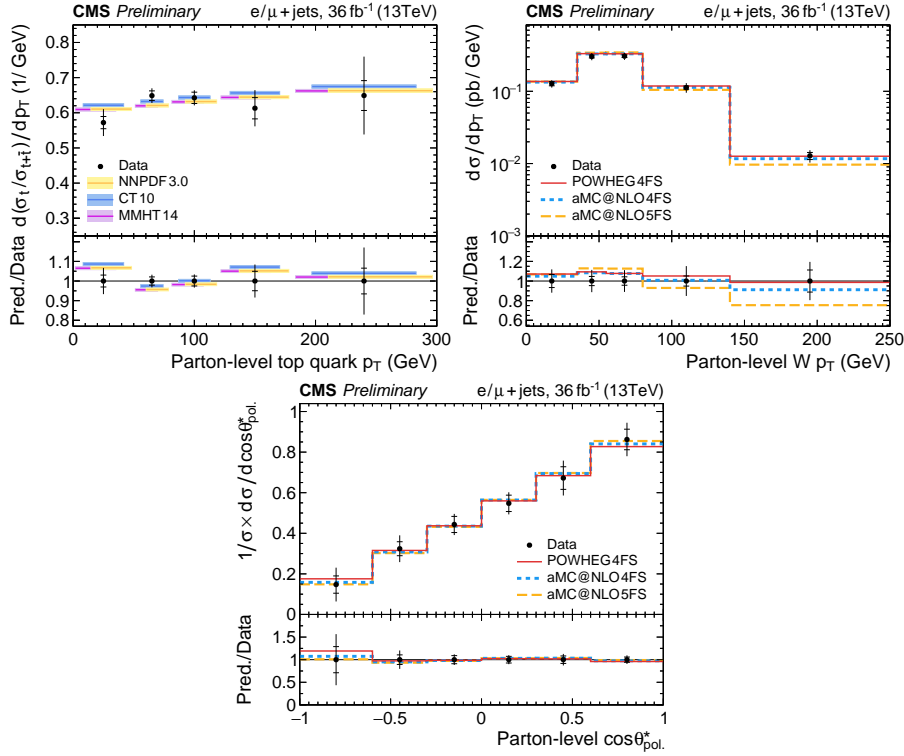 CMS Preliminary e/μ+jets, 36 fb⁻¹ (13TeV)
d(σₜ/σₜ₊ₜ̄)/dpT (1/ GeV)
0.8
0.7
0.6
0.5
0.4
0.3
Data
NNPDF3.0
CT10
MMHT14
Pred./Data
1.1
1.0
0.9
0.8
0 100 200 300
Parton-level top quark pT (GeV)
CMS Preliminary e/μ+jets, 36 fb⁻¹ (13TeV)
dσ/dpT (pb/ GeV)
10⁻¹
10⁻²
10⁻³
Data
POWHEG4FS
aMC@NLO4FS
aMC@NLO5FS
Pred./Data
1.4
1.2
1.0
0.8
0.6
0 50 100 150 200 250
Parton-level W pT (GeV)
CMS Preliminary e/μ+jets, 36 fb⁻¹ (13TeV)
1/σ × dσ/dcosθ*pol.
1
0.8
0.6
0.4
0.2
0
Data
POWHEG4FS
aMC@NLO4FS
aMC@NLO5FS
Pred./Data
1.5
1
0.5
0
−1 −0.5 0 0.5 1
Parton-level cosθ*pol.